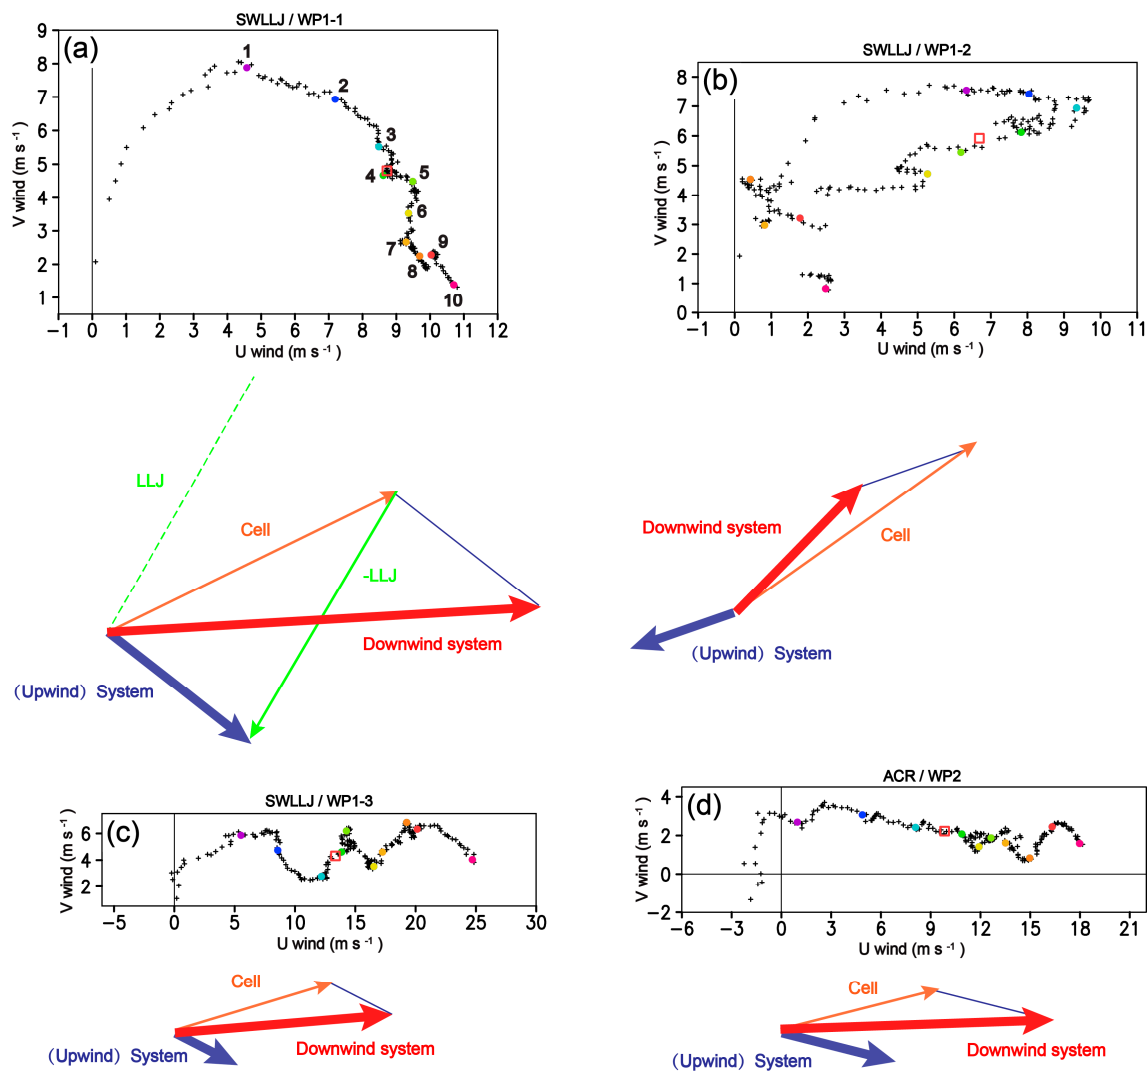 SWLLJ / WP1-1
(a)
9
8
7
6
5
4
3
2
1
V wind (m s⁻¹)
1
2
3
4
5
6
7
8
9
10
−1 0 1 2 3 4 5 6 7 8 9 10 11 12
U wind (m s⁻¹)
SWLLJ / WP1-2
(b)
8
7
6
5
4
3
2
1
0
V wind (m s⁻¹)
−1 0 1 2 3 4 5 6 7 8 9 10 11
U wind (m s⁻¹)
LLJ
Cell
-LLJ
Downwind system
(Upwind) System
Downwind system
Cell
(Upwind) System
SWLLJ / WP1-3
(c)
6
4
2
V wind (m s⁻¹)
−5 0 5 10 15 20 25 30
U wind (m s⁻¹)
ACR / WP2
(d)
4
2
0
−2
V wind (m s⁻¹)
−6 −3 0 3 6 9 12 15 18 21
U wind (m s⁻¹)
Cell
(Upwind) System
Downwind system
Cell
(Upwind) System
Downwind system